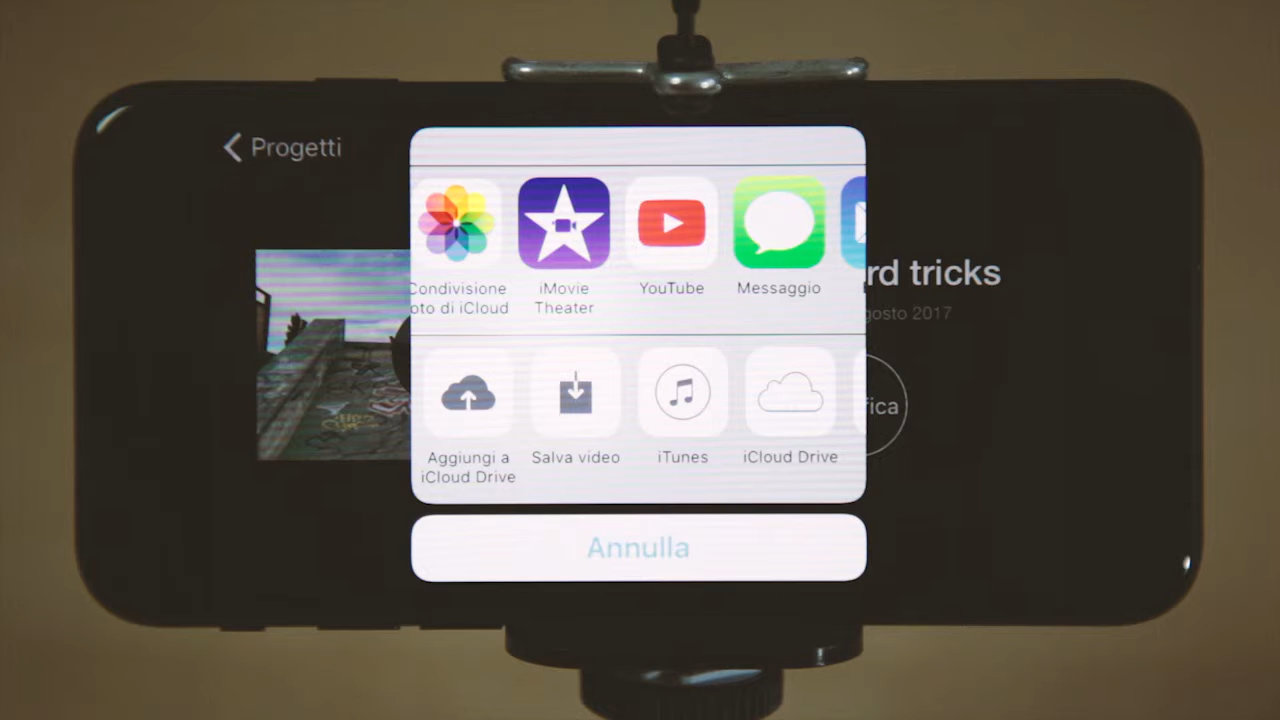 Progetti
Condivisione
oto di iCloud
iMovie
Theater
YouTube
Messaggio
rd tricks
gosto 2017
fica
Aggiungi a
iCloud Drive
Salva video
iTunes
iCloud Drive
Annulla